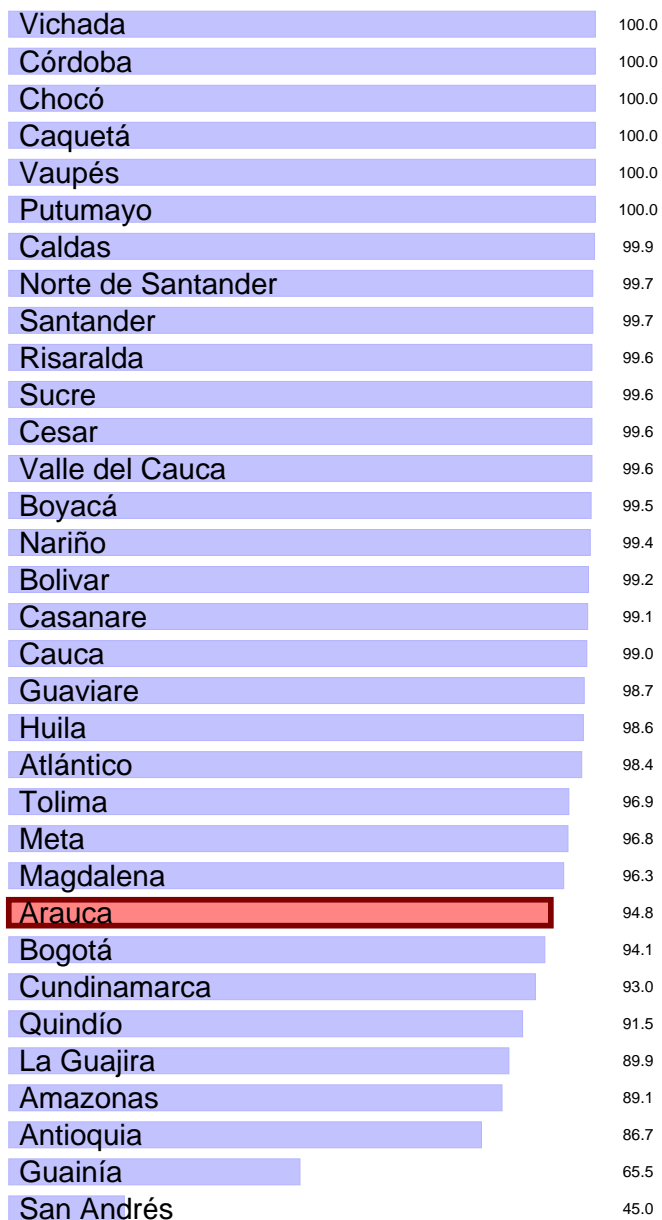 Vichada 100.0
Córdoba 100.0
Chocó 100.0
Caquetá 100.0
Vaupés 100.0
Putumayo 100.0
Caldas 99.9
Norte de Santander 99.7
Santander 99.7
Risaralda 99.6
Sucre 99.6
Cesar 99.6
Valle del Cauca 99.6
Boyacá 99.5
Nariño 99.4
Bolivar 99.2
Casanare 99.1
Cauca 99.0
Guaviare 98.7
Huila 98.6
Atlántico 98.4
Tolima 96.9
Meta 96.8
Magdalena 96.3
Arauca 94.8
Bogotá 94.1
Cundinamarca 93.0
Quindío 91.5
La Guajira 89.9
Amazonas 89.1
Antioquia 86.7
Guainía 65.5
San Andrés 45.0